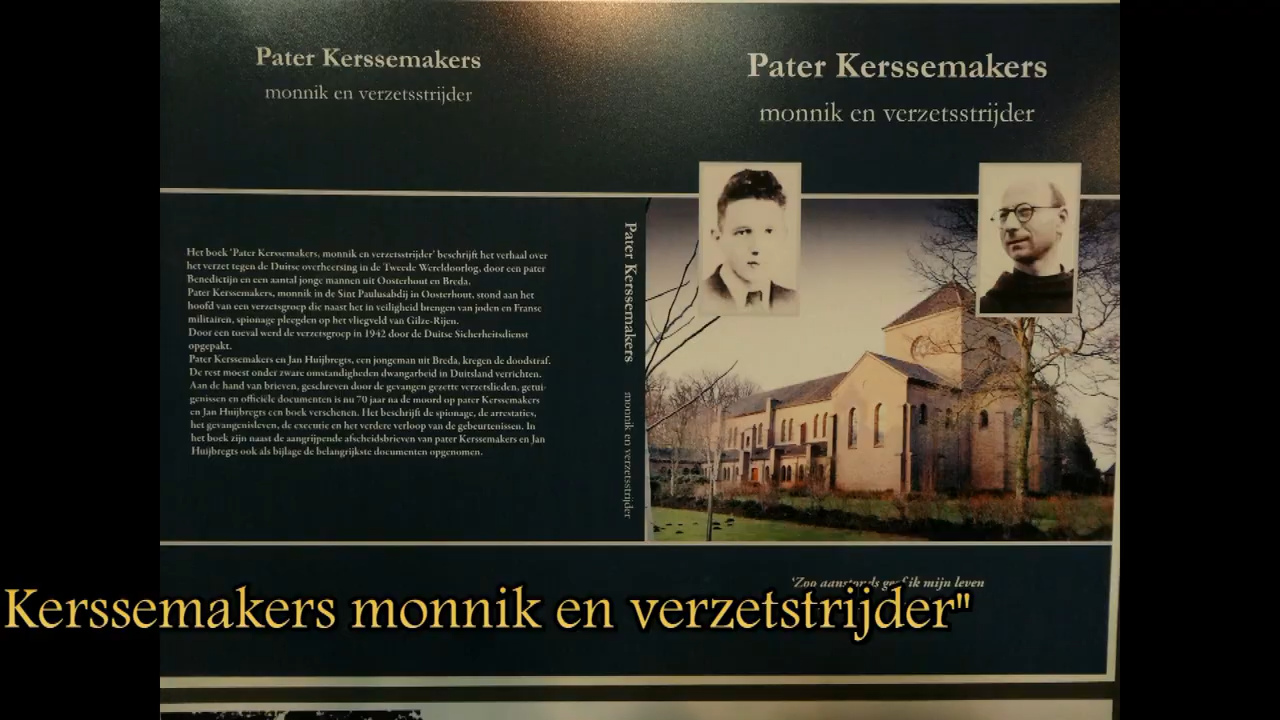 Pater Kerssemakers
monnik en verzetsstrijder
Pater Kerssemakers
monnik en verzetsstrijder
Het boek 'Pater Kerssemakers, monnik en verzetsstrijder' beschrijft het verhaal over
het verzet tegen de Duitse overheersing in de Tweede Wereldoorlog, door een pater
Benedictijn en een aantal jonge mannen uit Oosterhout en Breda.
Pater Kerssemakers, monnik in de Sint Paulusabdij in Oosterhout, stond aan het
hoofd van een verzetsgroep die naast het in veiligheid brengen van joden en Franse
militairen, spionage pleegden op het vliegveld van Gilze-Rijen.
Door een toeval werd de verzetsgroep in 1942 door de Duitse Sicherheitsdienst
opgepakt.
Pater Kerssemakers en Jan Huijbregts, een jongeman uit Breda, kregen de doodstraf.
De rest moest onder zware omstandigheden dwangarbeid in Duitsland verrichten.
Aan de hand van brieven, geschreven door de gevangen gezette verzetslieden, getui-
genissen en officiële documenten is nu 70 jaar na de moord op pater Kerssemakers
en Jan Huijbregts een boek verschenen. Het beschrijft de spionage, de arrestaties,
het gevangenisleven, de executie en het verdere verloop van de gebeurtenissen. In
het boek zijn naast de aangrijpende afscheidsbrieven van pater Kerssemakers en Jan
Huijbregts ook als bijlage de belangrijkste documenten opgenomen.
Pater Kerssemakers monnik en verzetsstrijder
'Zoo aanstonds geef ik mijn leven
Kerssemakers monnik en verzetstrijder"